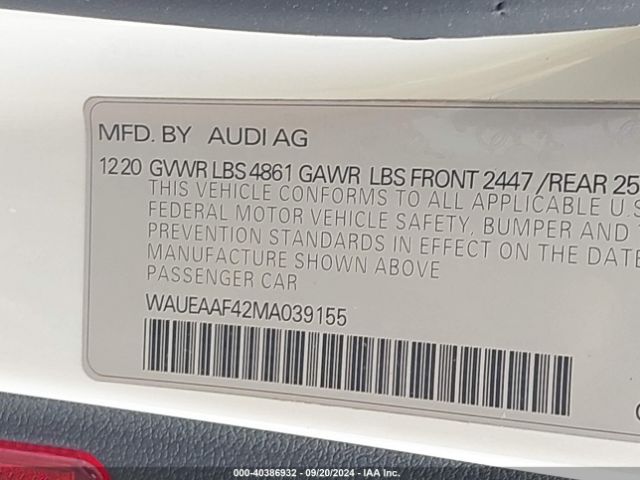 MFD. BY AUDI AG
1220 GVWR LBS 4861 GAWR LBS FRONT 2447 /REAR 25
THIS VEHICLE CONFORMS TO ALL APPLICABLE U.S
FEDERAL MOTOR VEHICLE SAFETY, BUMPER AND T
PREVENTION STANDARDS IN EFFECT ON THE DATE
MANUFACTURE SHOWN ABOVE
PASSENGER CAR
WAUEAAF42MA039155
000-40386932 - 09/20/2024 - IAA Inc.